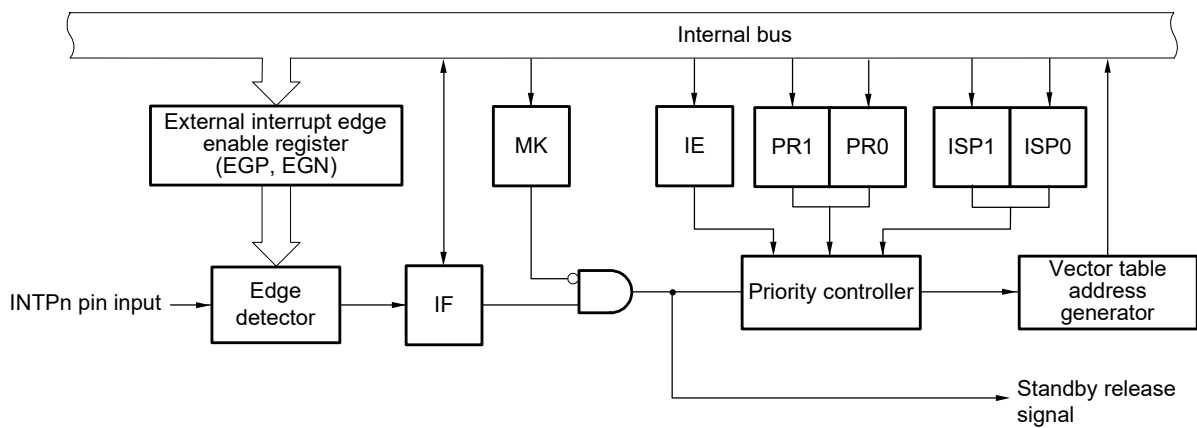 Internal bus
External interrupt edge
enable register
(EGP, EGN)
MK
IE
PR1
PR0
ISP1
ISP0
INTPn pin input
Edge
detector
IF
Priority controller
Vector table
address
generator
Standby release
signal